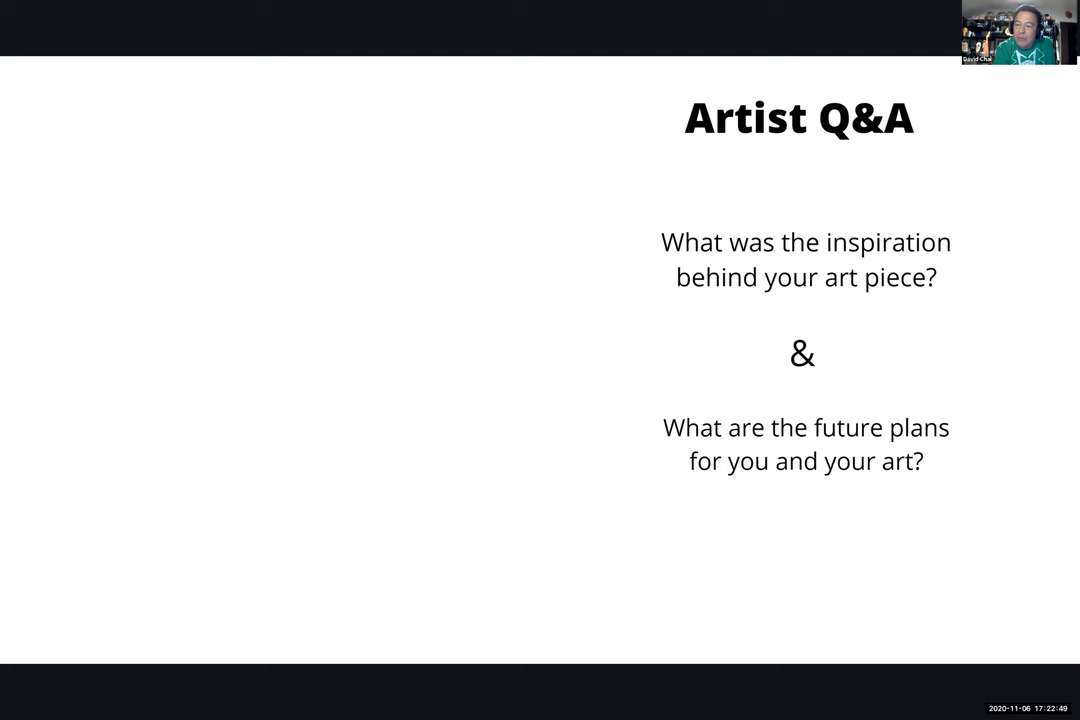 David Chai
Artist Q&A
What was the inspiration
behind your art piece?
&
What are the future plans
for you and your art?
2020-11-06 17:22:49